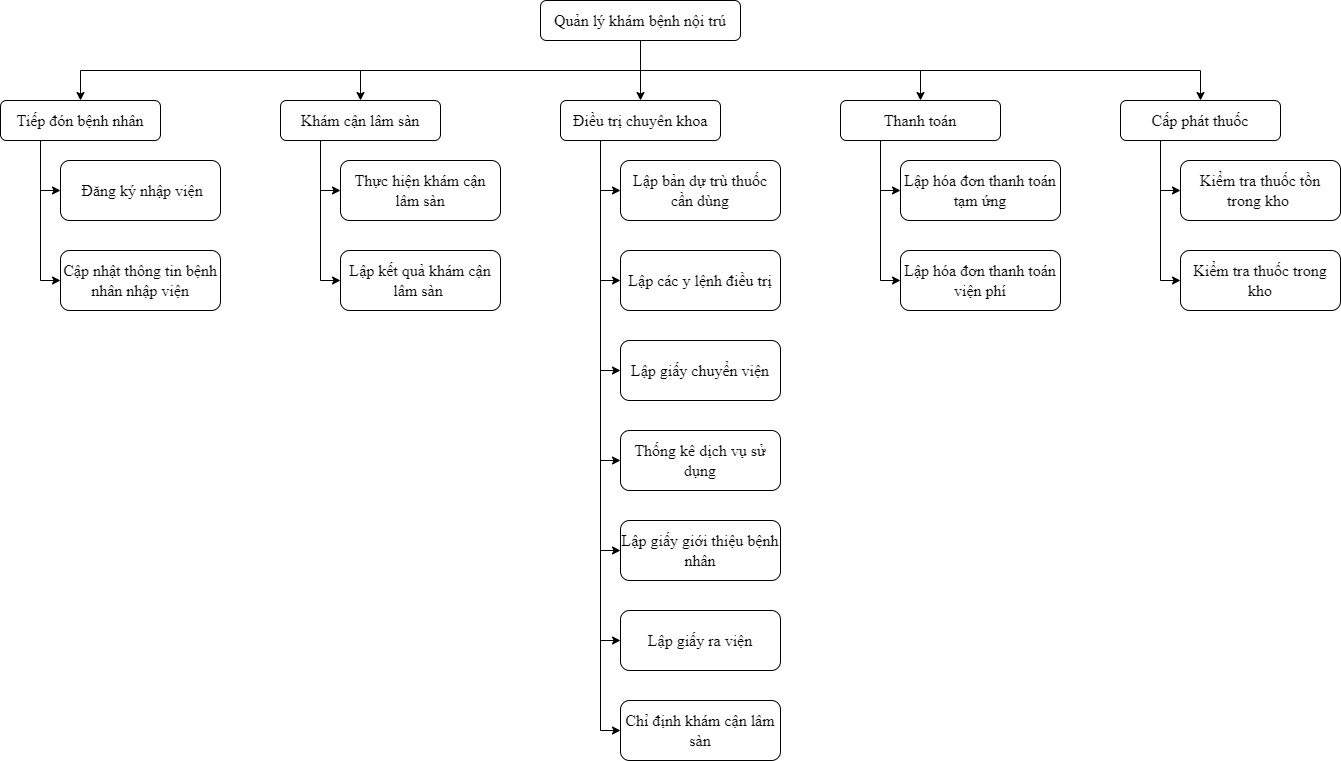 Quản lý khám bệnh nội trú
Tiếp đón bệnh nhân
Đăng ký nhập viện
Cập nhật thông tin bệnh
nhân nhập viện
Khám cận lâm sàn
Thực hiện khám cận
lâm sàn
Lập kết quả khám cận
lâm sàn
Điều trị chuyên khoa
Lập bản dự trù thuốc
cần dùng
Lập các y lệnh điều trị
Lập giấy chuyển viện
Thống kê dịch vụ sử
dụng
Lập giấy giới thiệu bệnh
nhân
Lập giấy ra viện
Chỉ định khám cận lâm
sàn
Thanh toán
Lập hóa đơn thanh toán
tạm ứng
Lập hóa đơn thanh toán
viện phí
Cấp phát thuốc
Kiểm tra thuốc tồn
trong kho
Kiểm tra thuốc trong
kho